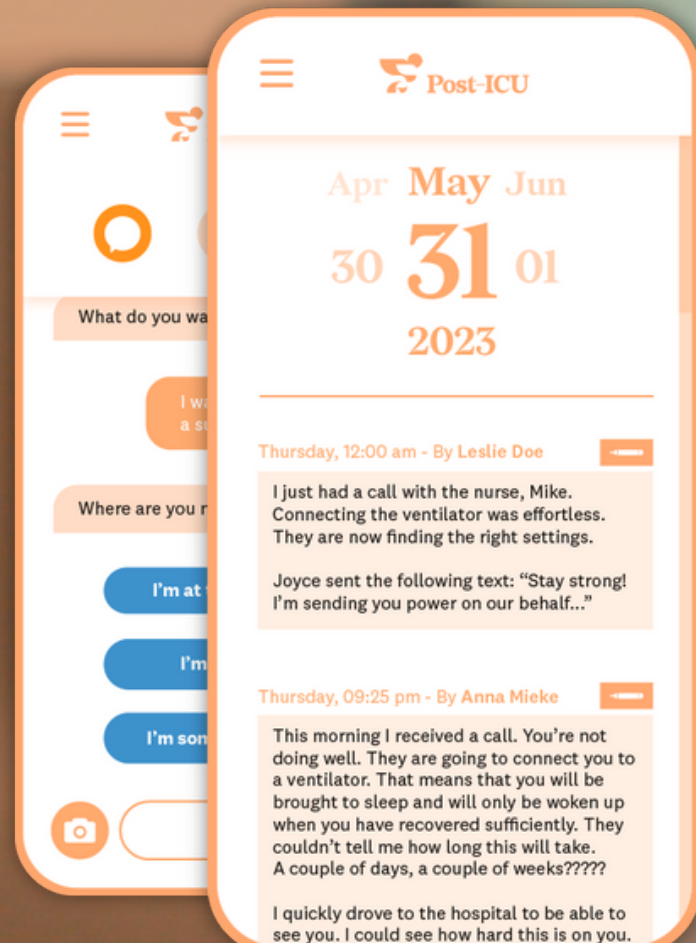 What do you wa
I wa
a su
Where are you r
I'm at
I'm
I'm son
Post-ICU
Apr May Jun
30 31 01
2023
Thursday, 12:00 am - By Leslie Doe
I just had a call with the nurse, Mike.
Connecting the ventilator was effortless.
They are now finding the right settings.
Joyce sent the following text: “Stay strong!
I’m sending you power on our behalf...”
Thursday, 09:25 pm - By Anna Mieke
This morning I received a call. You’re not
doing well. They are going to connect you to
a ventilator. That means that you will be
brought to sleep and will only be woken up
when you have recovered sufficiently. They
couldn’t tell me how long this will take.
A couple of days, a couple of weeks?????
I quickly drove to the hospital to be able to
see you. I could see how hard this is on you.